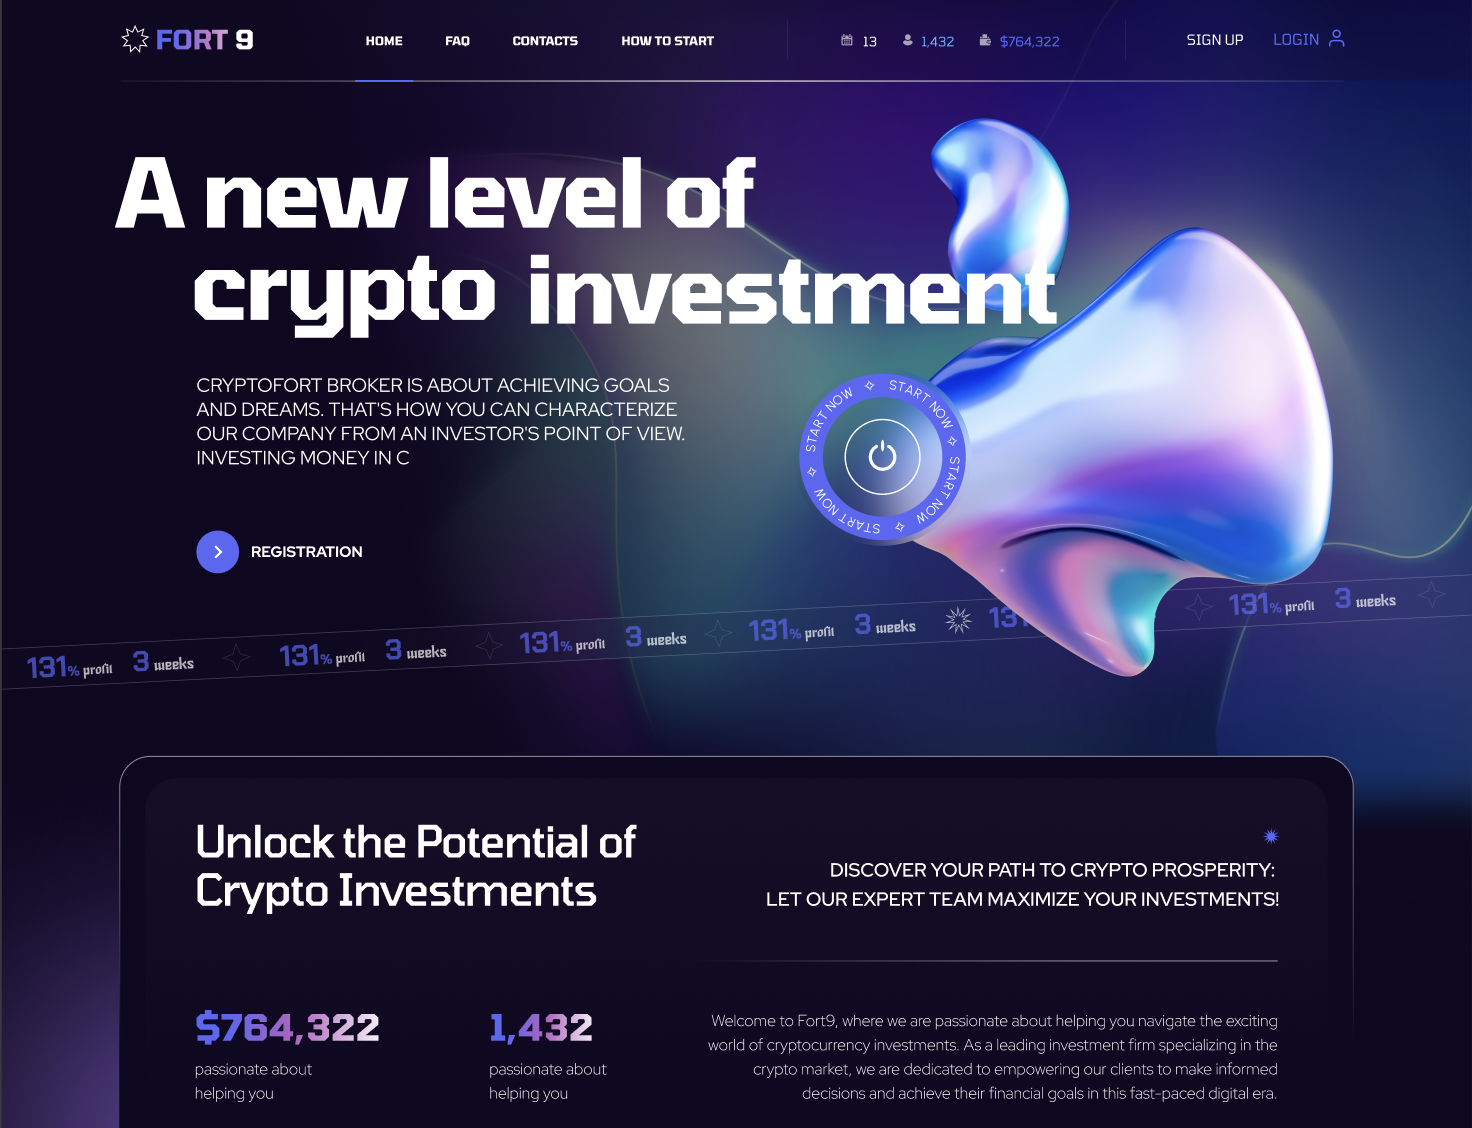 FORT 9
HOME FAQ CONTACTS HOW TO START
13 1,432 $764,322
SIGN UP LOGIN
A new level of
crypto investment
CRYPTOFORT BROKER IS ABOUT ACHIEVING GOALS
AND DREAMS. THAT'S HOW YOU CAN CHARACTERIZE
OUR COMPANY FROM AN INVESTOR'S POINT OF VIEW.
INVESTING MONEY IN C
START NOW START NOW START NOW START NOW START NOW
REGISTRATION
131% profit 3 weeks 131% profit 3 weeks 131% profit 3 weeks 131% profit 3 weeks 131 131% profit 3 weeks
Unlock the Potential of
Crypto Investments
DISCOVER YOUR PATH TO CRYPTO PROSPERITY:
LET OUR EXPERT TEAM MAXIMIZE YOUR INVESTMENTS!
$764,322
passionate about
helping you
1,432
passionate about
helping you
Welcome to Fort9, where we are passionate about helping you navigate the exciting
world of cryptocurrency investments. As a leading investment firm specializing in the
crypto market, we are dedicated to empowering our clients to make informed
decisions and achieve their financial goals in this fast-paced digital era.